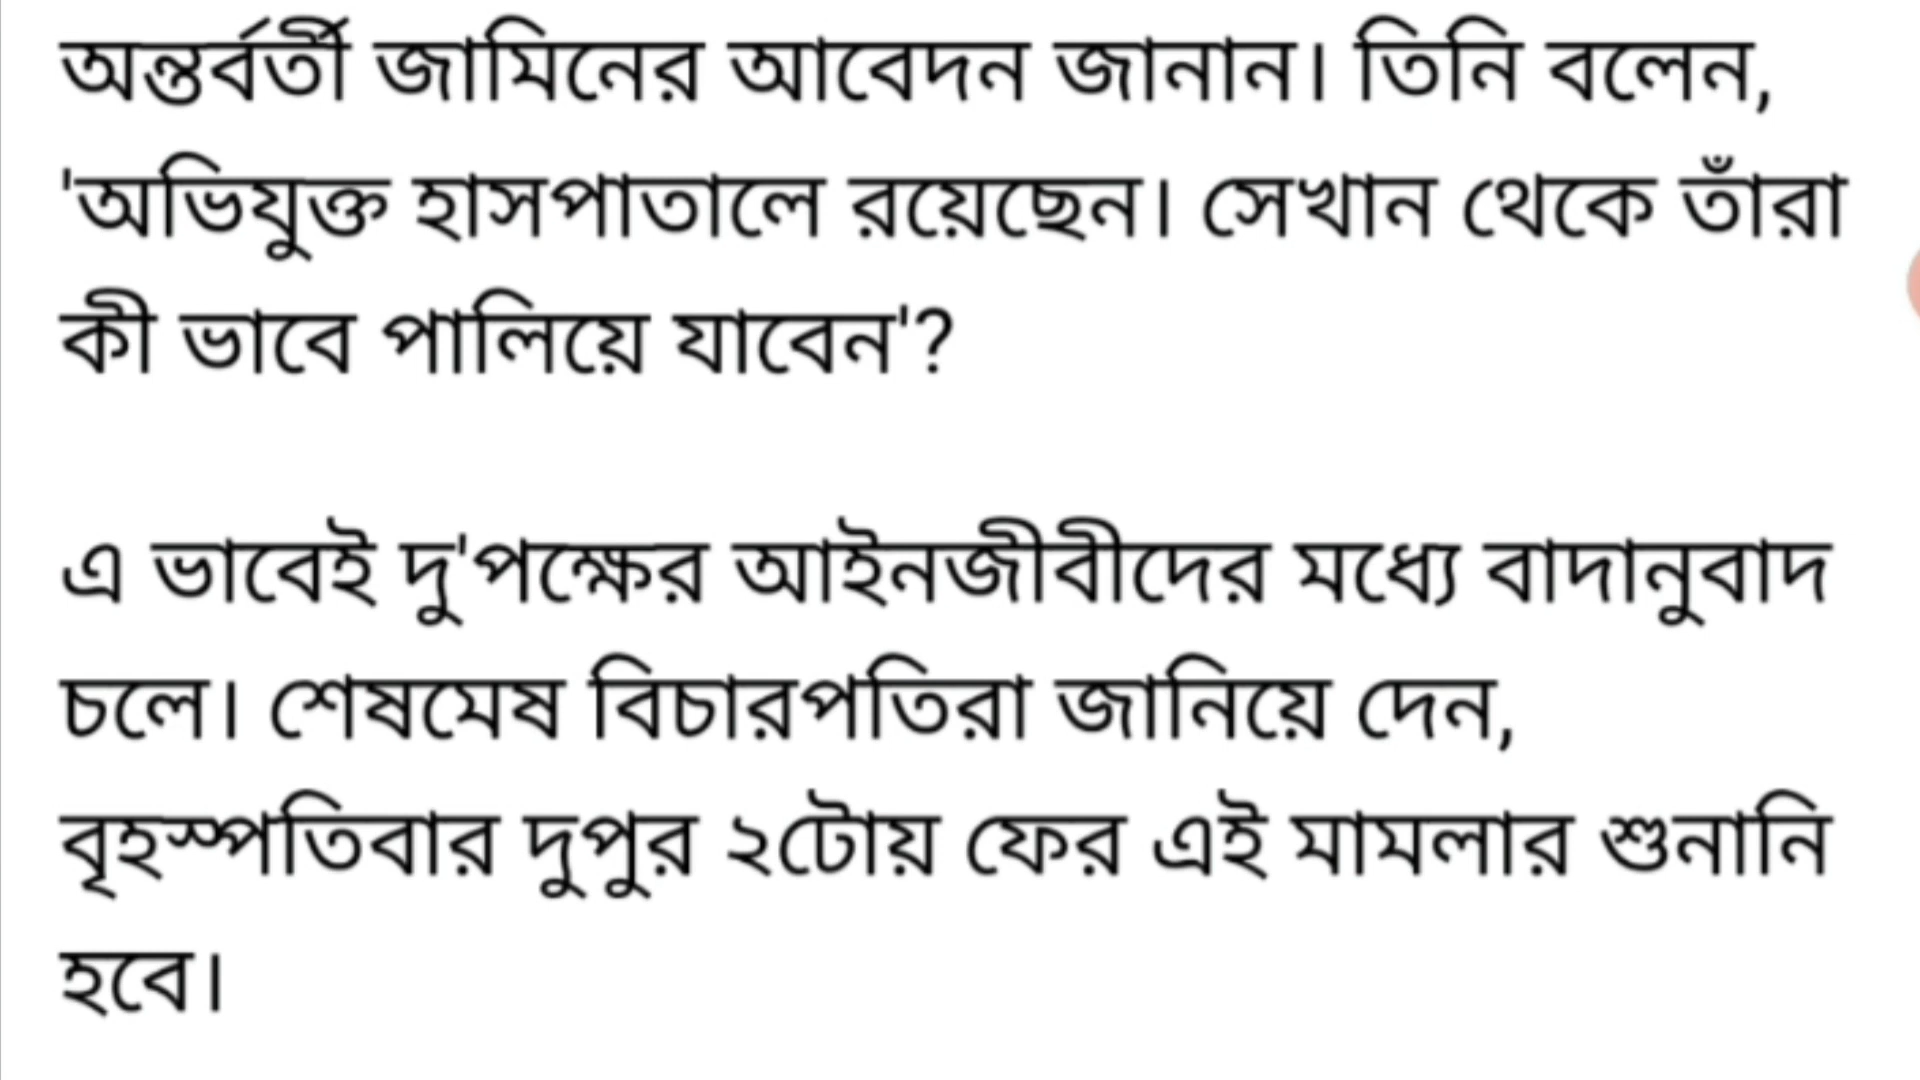 অন্তর্বর্তী জামিনের আবেদন জানান। তিনি বলেন,
'অভিযুক্ত হাসপাতালে রয়েছেন। সেখান থেকে তাঁরা
কী ভাবে পালিয়ে যাবেন'?
এ ভাবেই দু'পক্ষের আইনজীবীদের মধ্যে বাদানুবাদ
চলে। শেষমেষ বিচারপতিরা জানিয়ে দেন,
বৃহস্পতিবার দুপুর ২টোয় ফের এই মামলার শুনানি
হবে।